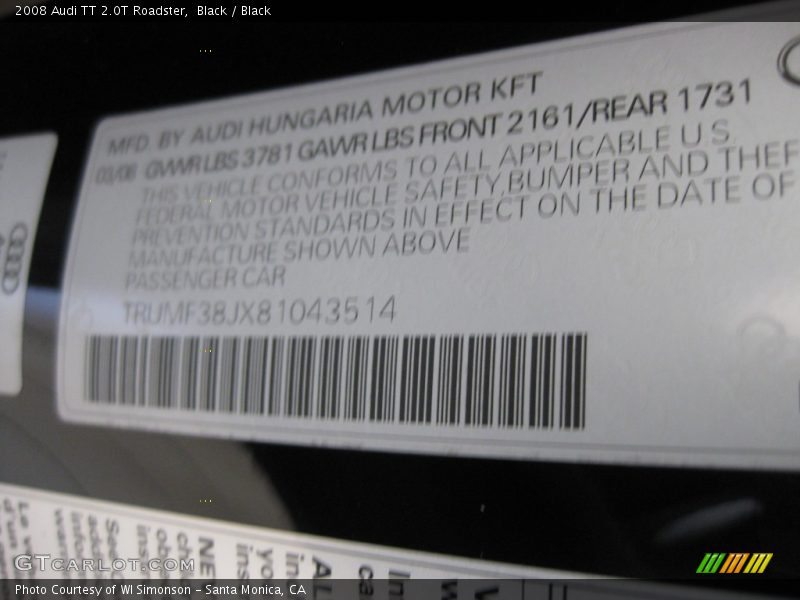 2008 Audi TT 2.0T Roadster,  Black / Black
MFD. BY AUDI HUNGARIA MOTOR KFT
03/08 GVWR LBS 3781 GAWR LBS FRONT 2161/REAR 1731
THIS VEHICLE CONFORMS TO ALL APPLICABLE U.S.
FEDERAL MOTOR VEHICLE SAFETY, BUMPER AND THEF
PREVENTION STANDARDS IN EFFECT ON THE DATE OF
MANUFACTURE SHOWN ABOVE
PASSENGER CAR
TRUMF38JX81043514
NE
AL
GTCARLOT.COM
Photo Courtesy of WI Simonson - Santa Monica, CA